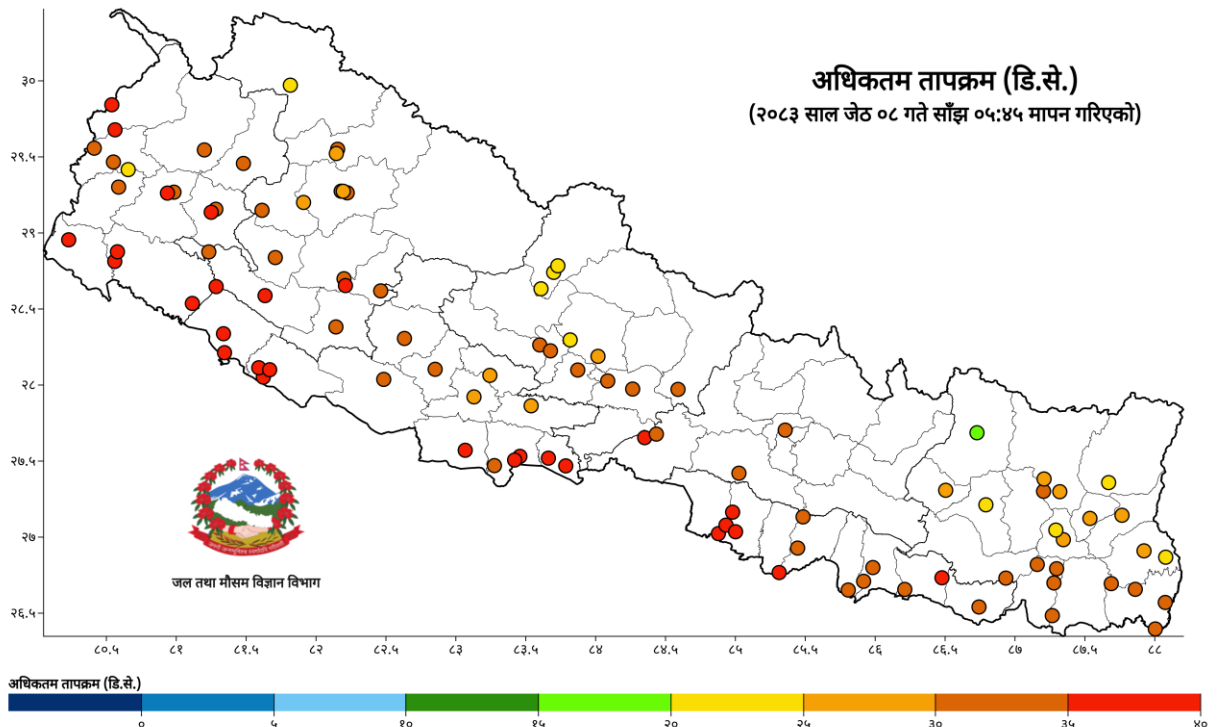 अधिकतम तापक्रम (डि.से.)
(२०८३ साल जेठ ०८ गते साँझ ०५:४५ मापन गरिएको)
३०
२९.५
२९
२८.५
२८
२७.५
२७
२६.५
जल तथा मौसम विज्ञान विभाग
८०.५ ८१ ८१.५ ८२ ८२.५ ८३ ८३.५ ८४ ८४.५ ८५ ८५.५ ८६ ८६.५ ८७ ८७.५ ८८
अधिकतम तापक्रम (डि.से.)
० ५ १० १५ २० २५ ३० ३५ ४०